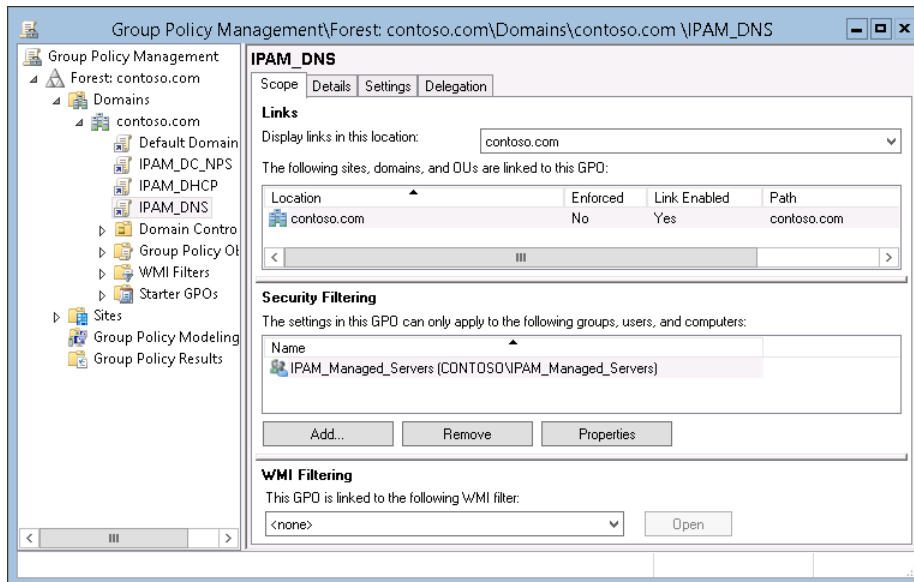 Group Policy Management\Forest: contoso.com\Domains\contoso.com \IPAM_DNS
Group Policy Management
Forest: contoso.com
Domains
contoso.com
Default Domain
IPAM_DC_NPS
IPAM_DHCP
IPAM_DNS
Domain Contro
Group Policy Ob
WMI Filters
Starter GPOs
Sites
Group Policy Modeling
Group Policy Results
IPAM_DNS
Scope Details Settings Delegation
Links
Display links in this location: contoso.com
The following sites, domains, and OUs are linked to this GPO:
Location Enforced Link Enabled Path
contoso.com No Yes contoso.com
Security Filtering
The settings in this GPO can only apply to the following groups, users, and computers:
Name
IPAM_Managed_Servers (CONTOSO\IPAM_Managed_Servers)
Add... Remove Properties
WMI Filtering
This GPO is linked to the following WMI filter:
<none> Open